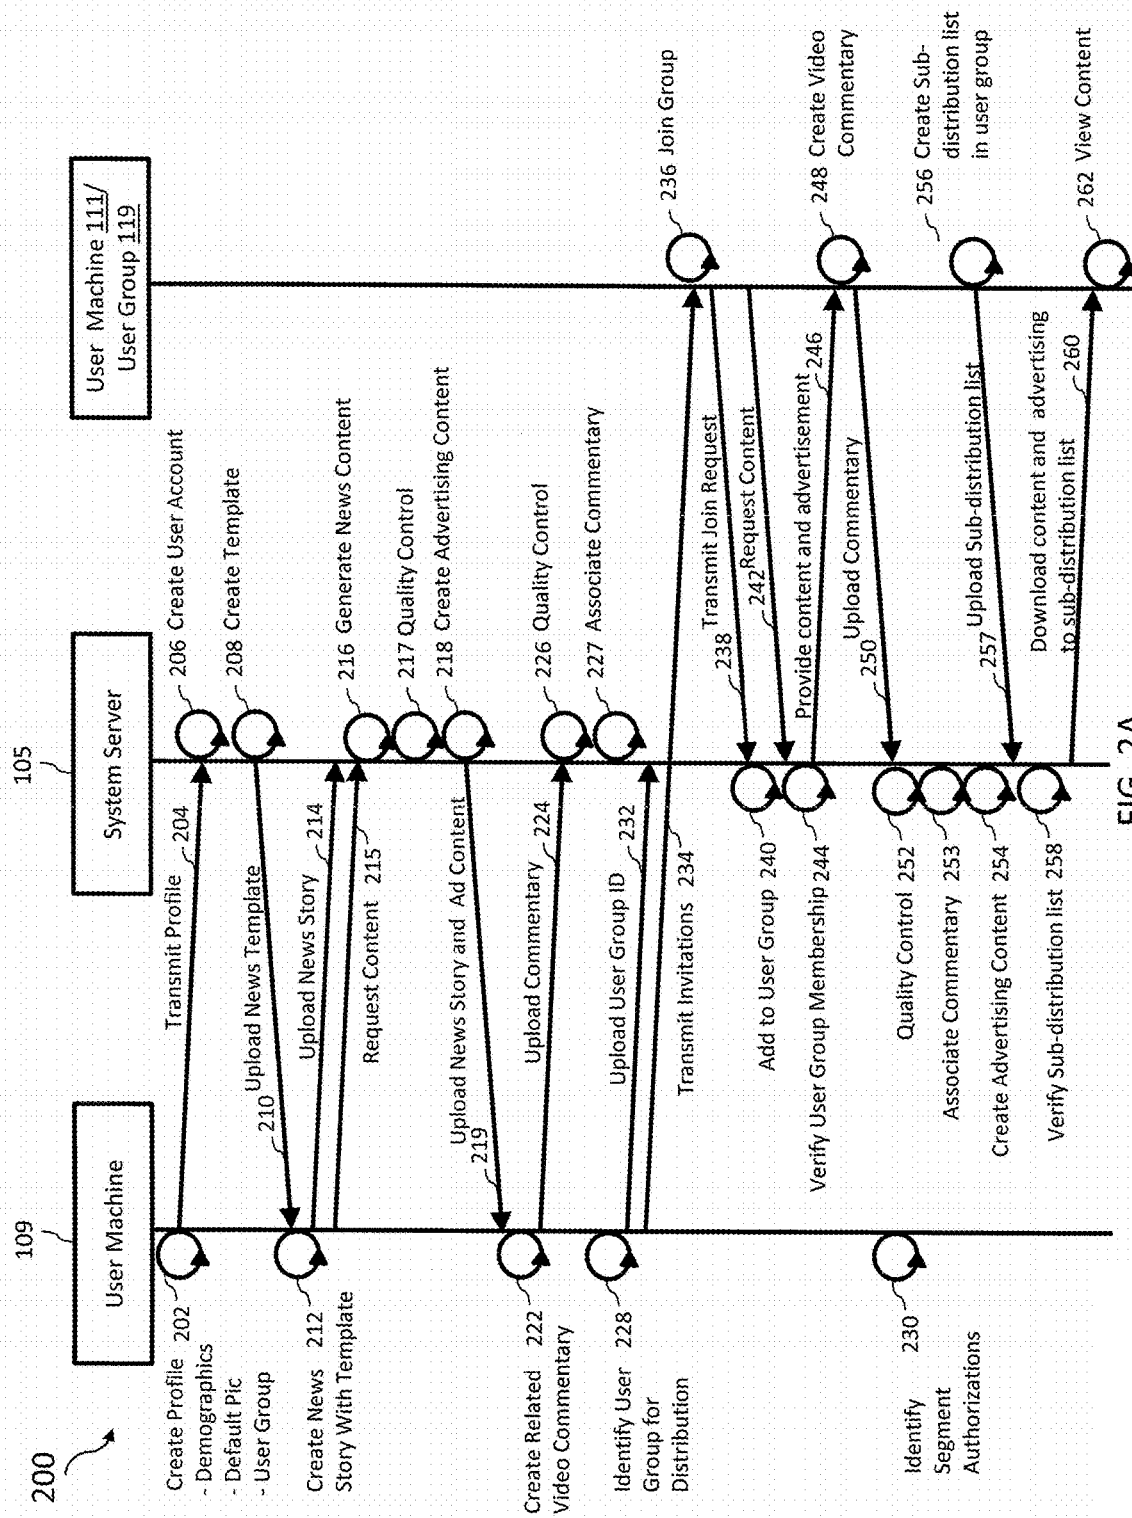 200
109
User Machine
105
System Server
User Machine 111/
User Group 119
Create Profile 202
- Demographics
- Default Pic
- User Group
Transmit Profile
204
206 Create User Account
208 Create Template
Upload News Template
210
Create News 212
Story With Template
Upload News Story 214
Request Content 215
216 Generate News Content
217 Quality Control
218 Create Advertising Content
Upload News Story and Ad Content
219
Create Related 222
Video Commentary
Upload Commentary 224
226 Quality Control
227 Associate Commentary
Identify User 228
Group for
Distribution
Upload User Group ID 232
Transmit Invitations 234
236 Join Group
Transmit Join Request
238
Add to User Group 240
Request Content
242
Verify User Group Membership 244
Provide content and advertisement
246
248 Create Video
Commentary
Upload Commentary
250
Identify 230
Segment
Authorizations
Quality Control 252
Associate Commentary 253
Create Advertising Content 254
256 Create Sub-
distribution list
in user group
Upload Sub-distribution list
257
Verify Sub-distribution list 258
Download content and advertising
to sub-distribution list
260
262 View Content
FIG. 2A